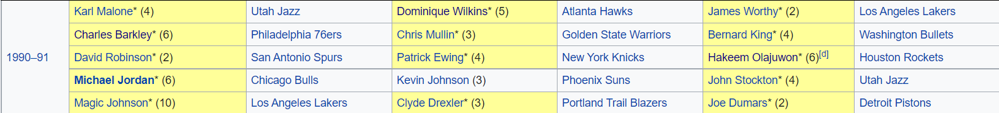 Karl Malone* (4) Utah Jazz Dominique Wilkins* (5) Atlanta Hawks James Worthy* (2) Los Angeles Lakers
Charles Barkley* (6) Philadelphia 76ers Chris Mullin* (3) Golden State Warriors Bernard King* (4) Washington Bullets
1990–91 David Robinson* (2) San Antonio Spurs Patrick Ewing* (4) New York Knicks Hakeem Olajuwon* (6)[d] Houston Rockets
Michael Jordan* (6) Chicago Bulls Kevin Johnson (3) Phoenix Suns John Stockton* (4) Utah Jazz
Magic Johnson* (10) Los Angeles Lakers Clyde Drexler* (3) Portland Trail Blazers Joe Dumars* (2) Detroit Pistons